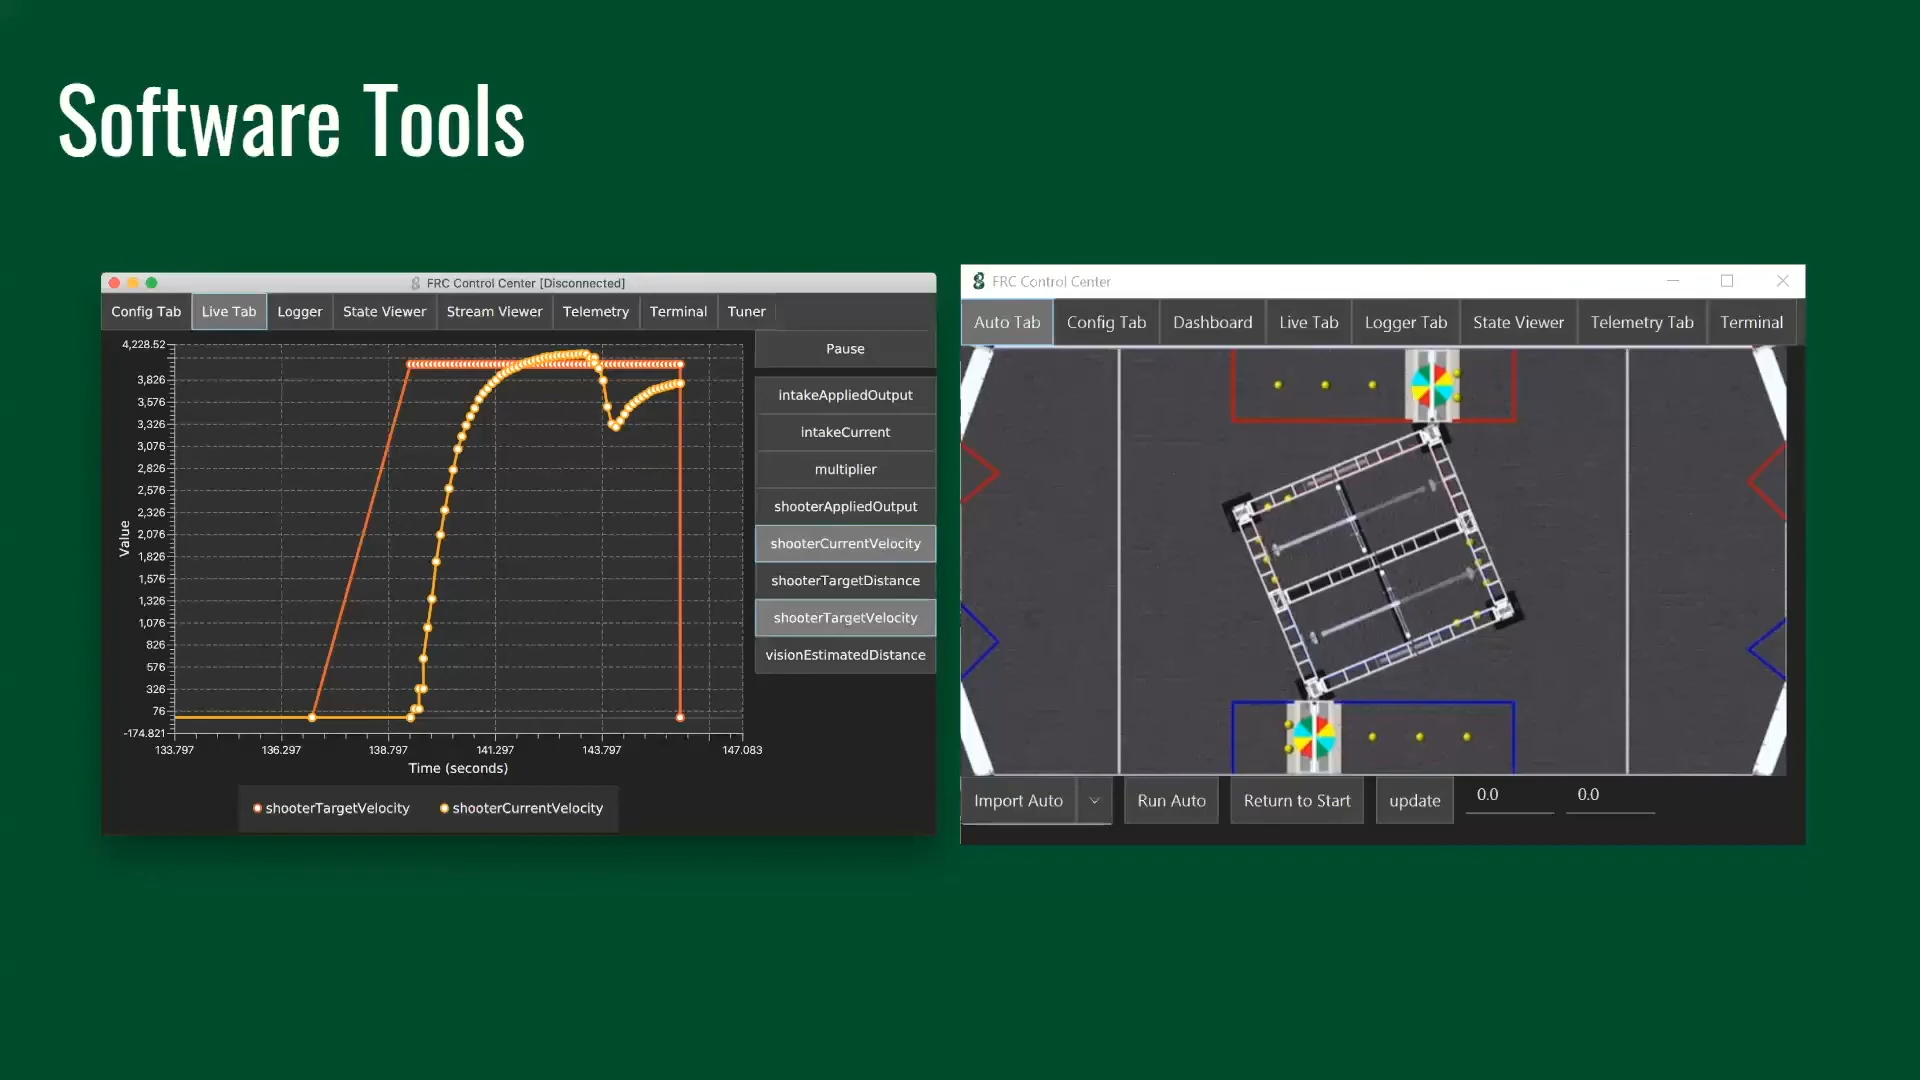 Software Tools
FRC Control Center [Disconnected]
Config Tab Live Tab Logger State Viewer Stream Viewer Telemetry Terminal Tuner
4,228.52
3,826
3,576
3,326
3,076
2,826
2,576
2,326
2,076
1,826
1,576
1,326
1,076
826
576
326
76
-174.821
Value
133.797 136.297 138.797 141.297 143.797 147.083
Time (seconds)
shooterTargetVelocity shooterCurrentVelocity
Pause
intakeAppliedOutput
intakeCurrent
multiplier
shooterAppliedOutput
shooterCurrentVelocity
shooterTargetDistance
shooterTargetVelocity
visionEstimatedDistance
FRC Control Center
Auto Tab Config Tab Dashboard Live Tab Logger Tab State Viewer Telemetry Tab Terminal
Import Auto Run Auto Return to Start update 0.0 0.0